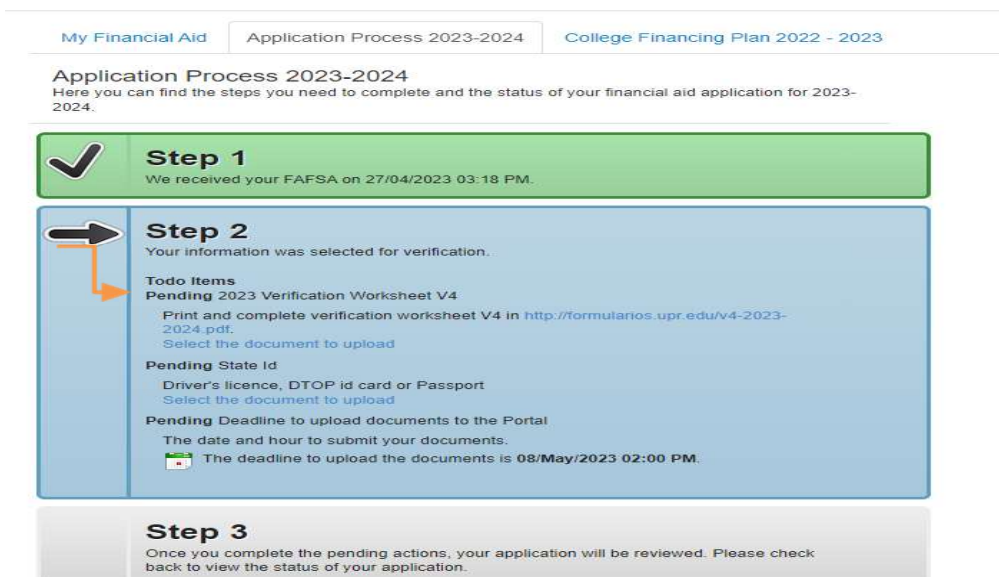 My Financial Aid
Application Process 2023-2024
College Financing Plan 2022 - 2023
Application Process 2023-2024
Here you can find the steps you need to complete and the status of your financial aid application for 2023-
2024.
Step 1
We received your FAFSA on 27/04/2023 03:18 PM.
Step 2
Your information was selected for verification.
Todo Items
Pending 2023 Verification Worksheet V4
Print and complete verification worksheet V4 in http://formularios.upr.edu/v4-2023-
2024.pdf.
Select the document to upload
Pending State Id
Driver's licence, DTOP id card or Passport
Select the document to upload
Pending Deadline to upload documents to the Portal
The date and hour to submit your documents.
The deadline to upload the documents is 08/May/2023 02:00 PM.
Step 3
Once you complete the pending actions, your application will be reviewed. Please check
back to view the status of your application.